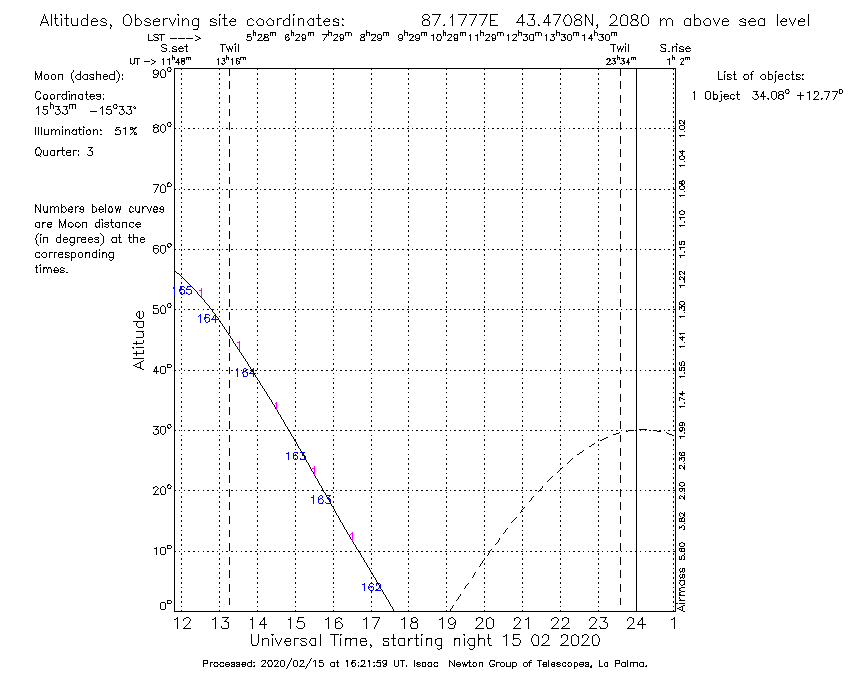 Altitudes, Observing site coordinates: 87.1777E 43.4708N, 2080 m above sea level
LST ---> 5h28m 6h29m 7h29m 8h29m 9h29m 10h29m 11h29m 12h30m 13h30m 14h30m
S.set Twil Twil S.rise
UT -> 11h48m 13h16m 23h34m 1h 2m
Moon (dashed):
Coordinates:
15h33m -15°33'
Illumination: 51%
Quarter: 3
Numbers below curves
are Moon distance
(in degrees) at the
corresponding
times.
List of objects:
1 Object 34.08° +12.77°
90°
80°
70°
60°
50°
40°
30°
20°
10°
0°
Altitude
165
1
164
1
164
1
163
1
163
1
162
1.02
1.04
1.06
1.10
1.15
1.22
1.30
1.41
1.55
1.74
1.99
2.36
2.90
3.82
5.60
Airmass
12 13 14 15 16 17 18 19 20 21 22 23 24 1
Universal Time, starting night 15 02 2020
Processed: 2020/02/15 at 16:21:59 UT. Isaac Newton Group of Telescopes, La Palma.